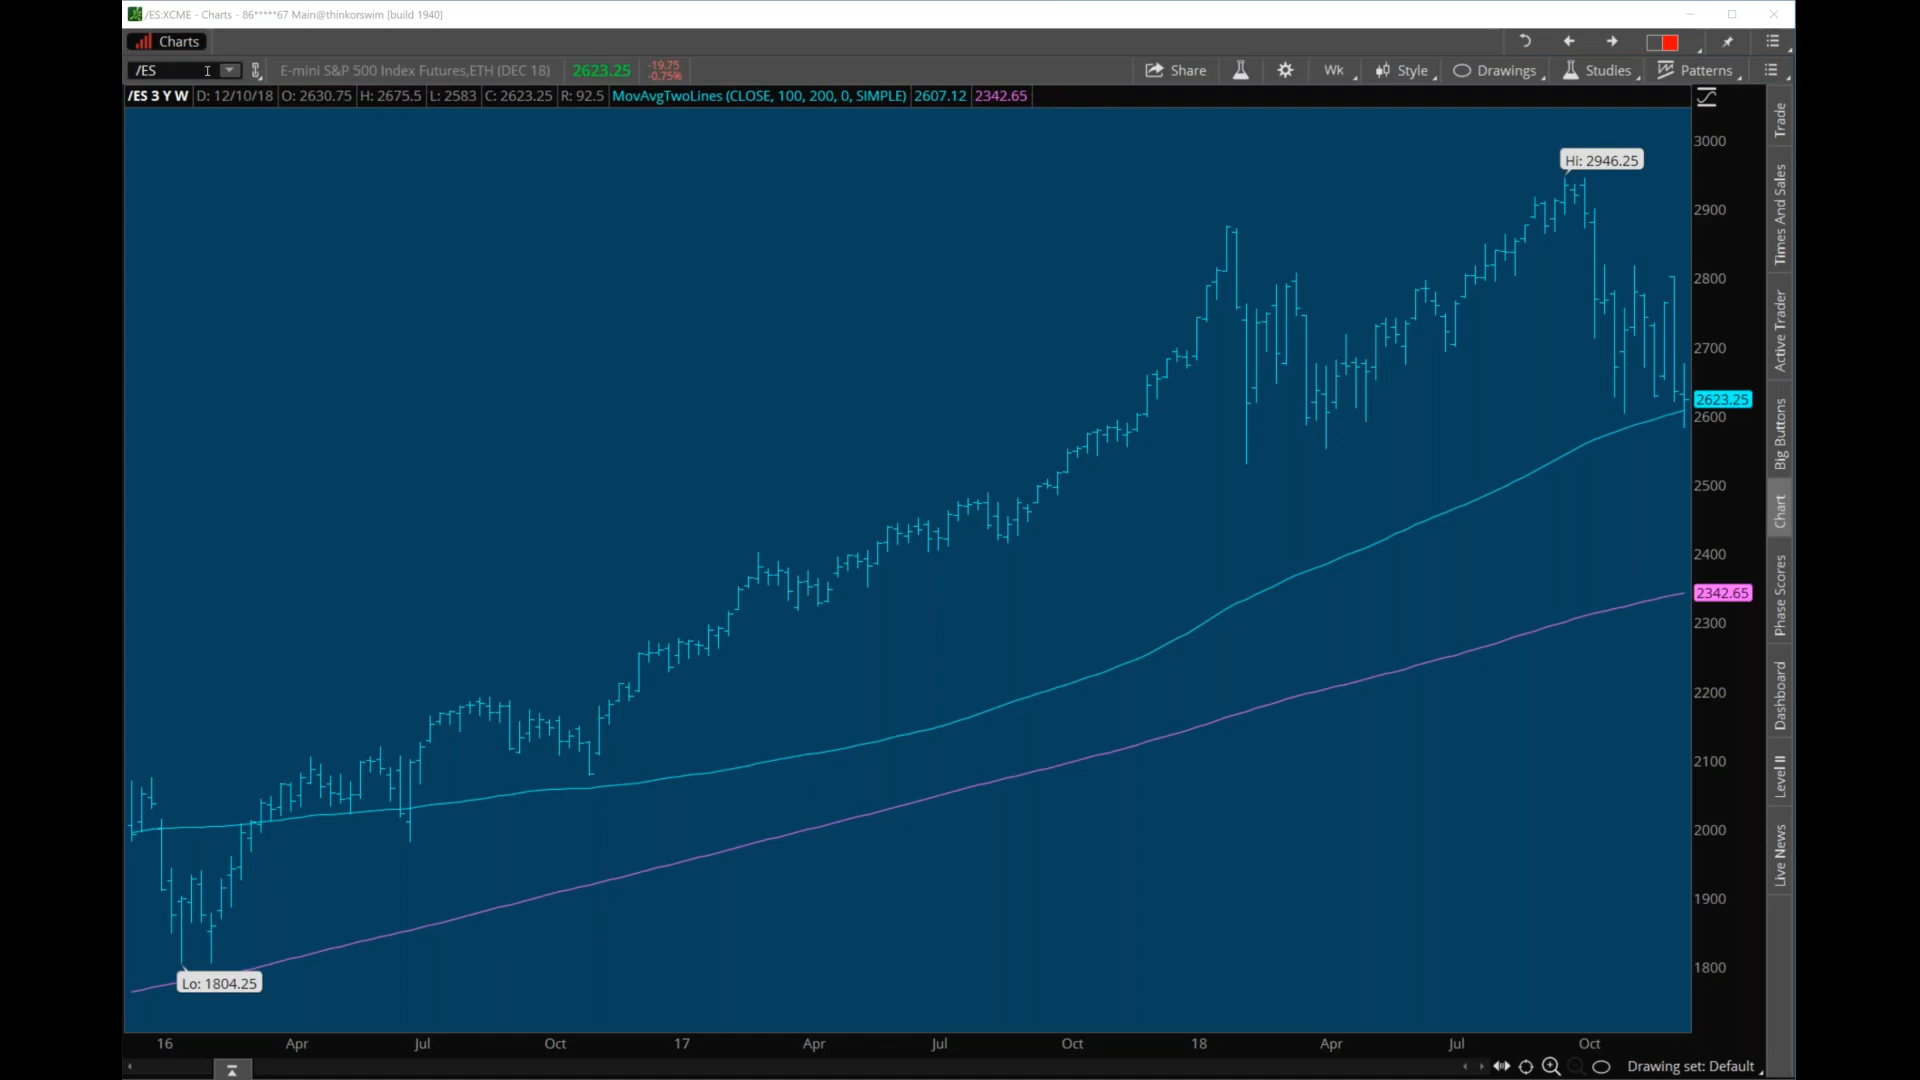 /ES:XCME - Charts - 86*****67 Main@thinkorswim [build 1940]
Charts
/ES
E-mini S&P 500 Index Futures,ETH (DEC 18)
2623.25
-19.75
-0.75%
Share
Wk
Style
Drawings
Studies
Patterns
/ES 3 Y W
D: 12/10/18
O: 2630.75
H: 2675.5
L: 2583
C: 2623.25
R: 92.5
MovAvgTwoLines (CLOSE, 100, 200, 0, SIMPLE)
2607.12
2342.65
Hi: 2946.25
Lo: 1804.25
3000
2900
2800
2700
2623.25
2600
2500
2400
2342.65
2300
2200
2100
2000
1900
1800
Trade
Times And Sales
Active Trader
Big Buttons
Chart
Phase Scores
Dashboard
Level II
Live News
16
Apr
Jul
Oct
17
Apr
Jul
Oct
18
Apr
Jul
Oct
Drawing set: Default